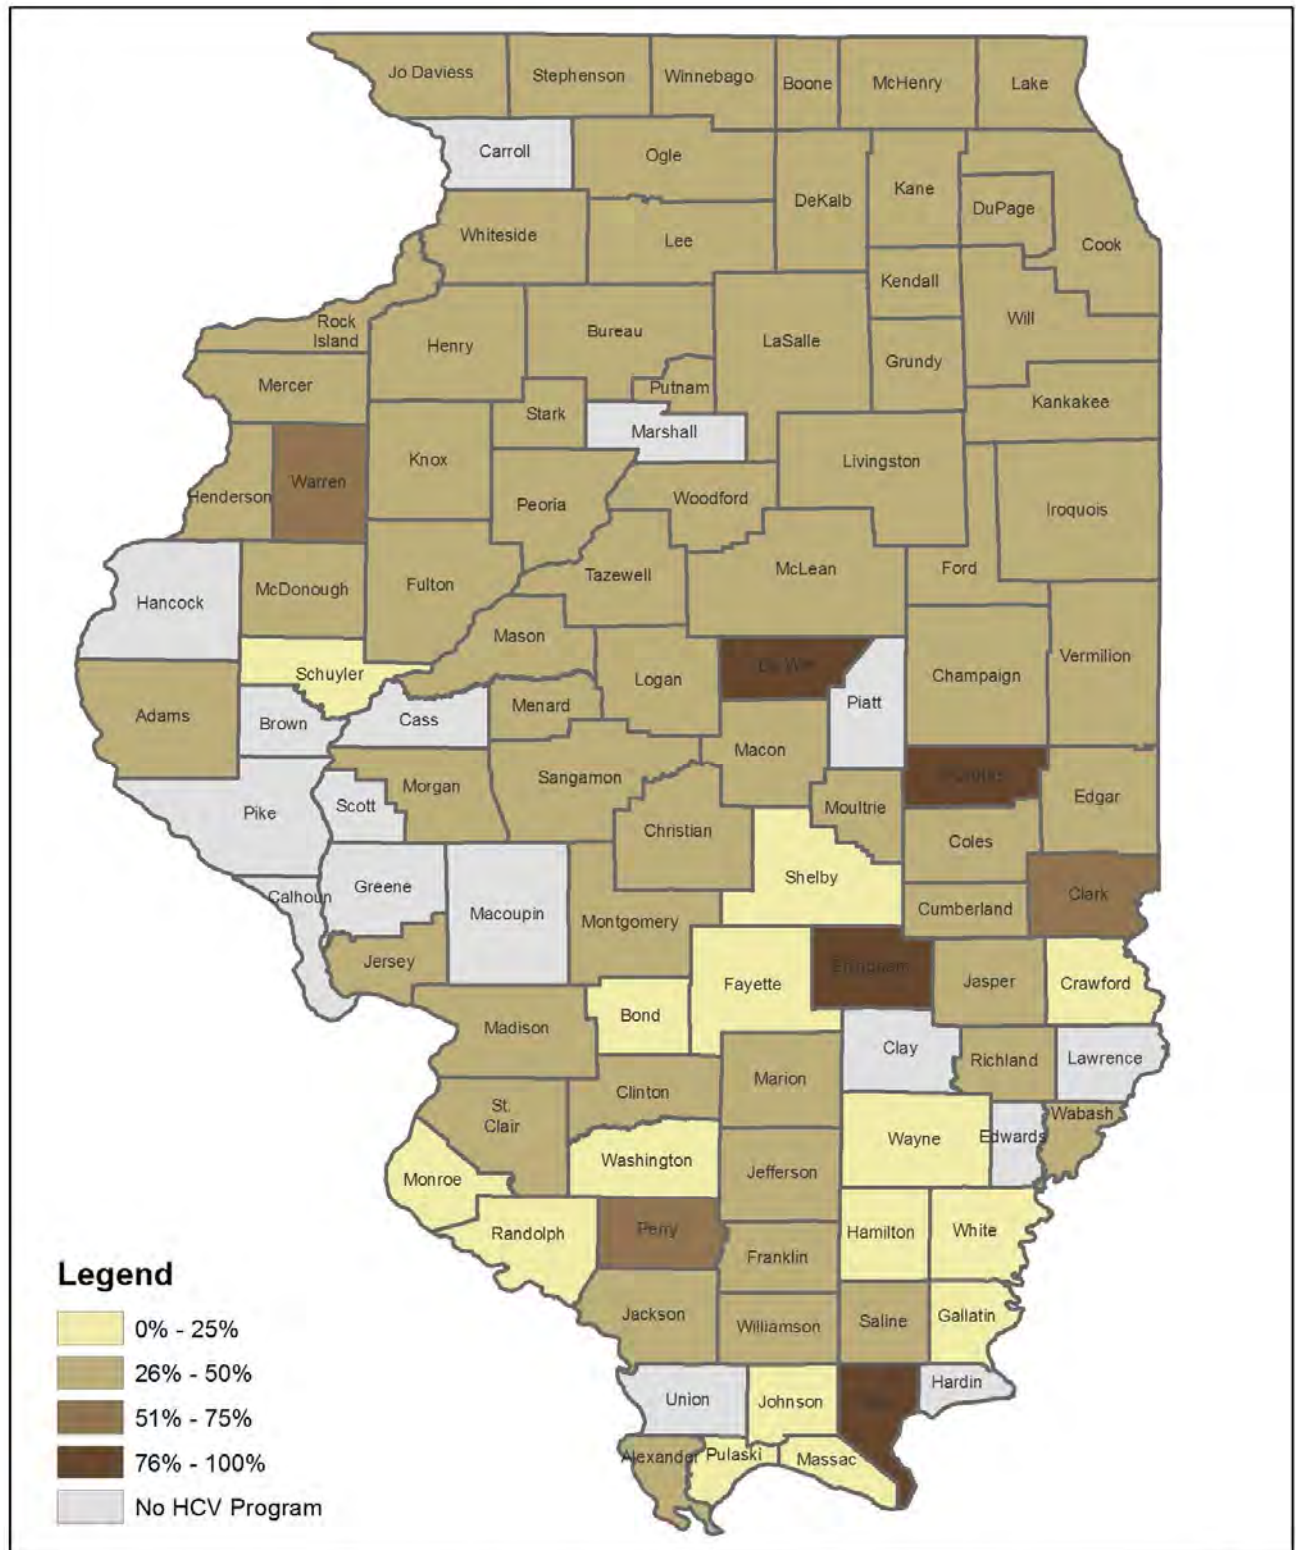 Jo Daviess
Stephenson
Winnebago
Boone
McHenry
Lake
Carroll
Ogle
DeKalb
Kane
DuPage
Cook
Whiteside
Lee
Kendall
Rock
Island
Henry
Bureau
LaSalle
Will
Grundy
Mercer
Putnam
Kankakee
Stark
Marshall
Henderson
Warren
Knox
Peoria
Woodford
Livingston
Iroquois
Hancock
McDonough
Fulton
Tazewell
McLean
Ford
Mason
Schuyler
Logan
De Witt
Champaign
Vermilion
Adams
Brown
Cass
Menard
Piatt
Macon
Pike
Scott
Morgan
Sangamon
Christian
Moultrie
Douglas
Edgar
Coles
Shelby
Calhoun
Greene
Macoupin
Montgomery
Cumberland
Clark
Jersey
Fayette
Effingham
Jasper
Crawford
Madison
Bond
Clay
Richland
Lawrence
Clinton
Marion
St.
Clair
Wabash
Washington
Wayne
Edwards
Monroe
Jefferson
Randolph
Perry
Hamilton
White
Franklin
Jackson
Williamson
Saline
Gallatin
Union
Johnson
Hardin
Alexander
Pulaski
Massac
Legend
0% - 25%
26% - 50%
51% - 75%
76% - 100%
No HCV Program